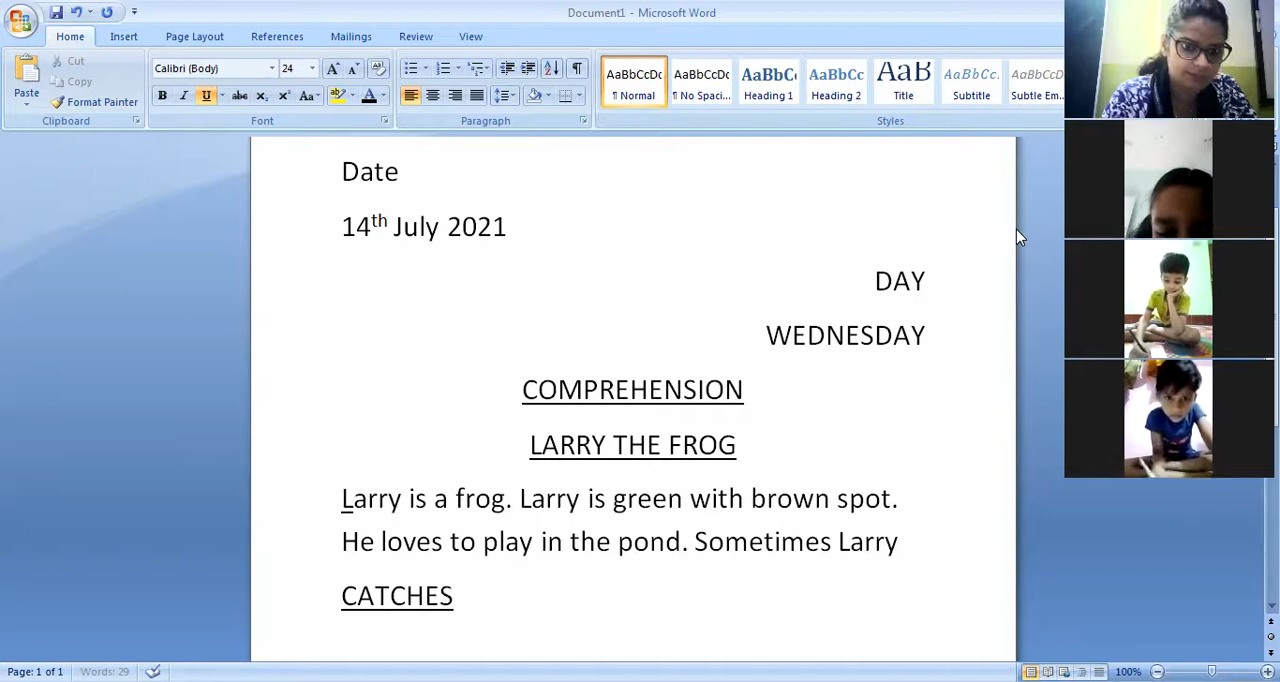 Document1 - Microsoft Word
Home Insert Page Layout References Mailings Review View
Paste
Cut
Copy
Format Painter
Clipboard
Calibri (Body) 24
Font
Paragraph
AaBbCcDc AaBbCcDc AaBbC AaBbCc AaB AaBbCc. AaBbCcDc
¶ Normal ¶ No Spaci... Heading 1 Heading 2 Title Subtitle Subtle Em...
Styles
Date
14th July 2021
DAY
WEDNESDAY
COMPREHENSION
LARRY THE FROG
Larry is a frog. Larry is green with brown spot.
He loves to play in the pond. Sometimes Larry
CATCHES
Page: 1 of 1 Words: 29 100%